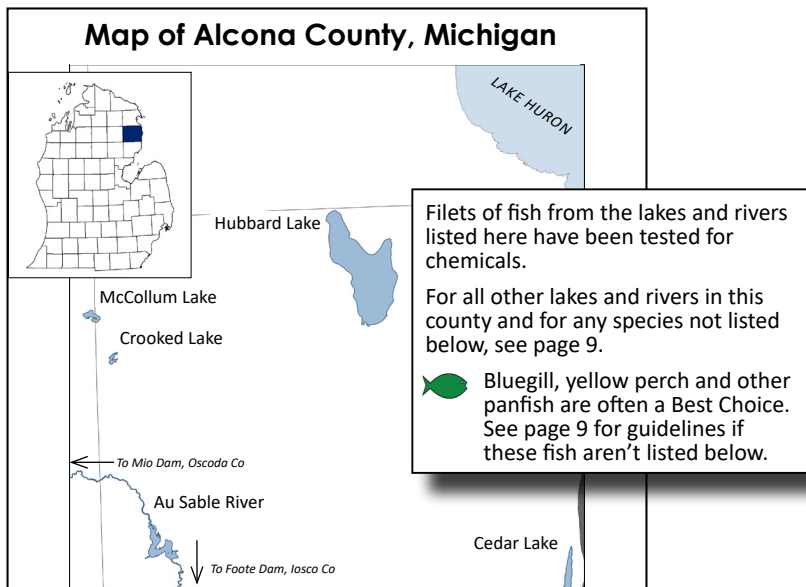 Map of Alcona County, Michigan
LAKE HURON
Hubbard Lake
Filets of fish from the lakes and rivers
listed here have been tested for
chemicals.
For all other lakes and rivers in this
county and for any species not listed
below, see page 9.
Bluegill, yellow perch and other
panfish are often a Best Choice.
See page 9 for guidelines if
these fish aren't listed below.
McCollum Lake
Crooked Lake
To Mio Dam, Oscoda Co
Au Sable River
Cedar Lake
To Foote Dam, Iosco Co